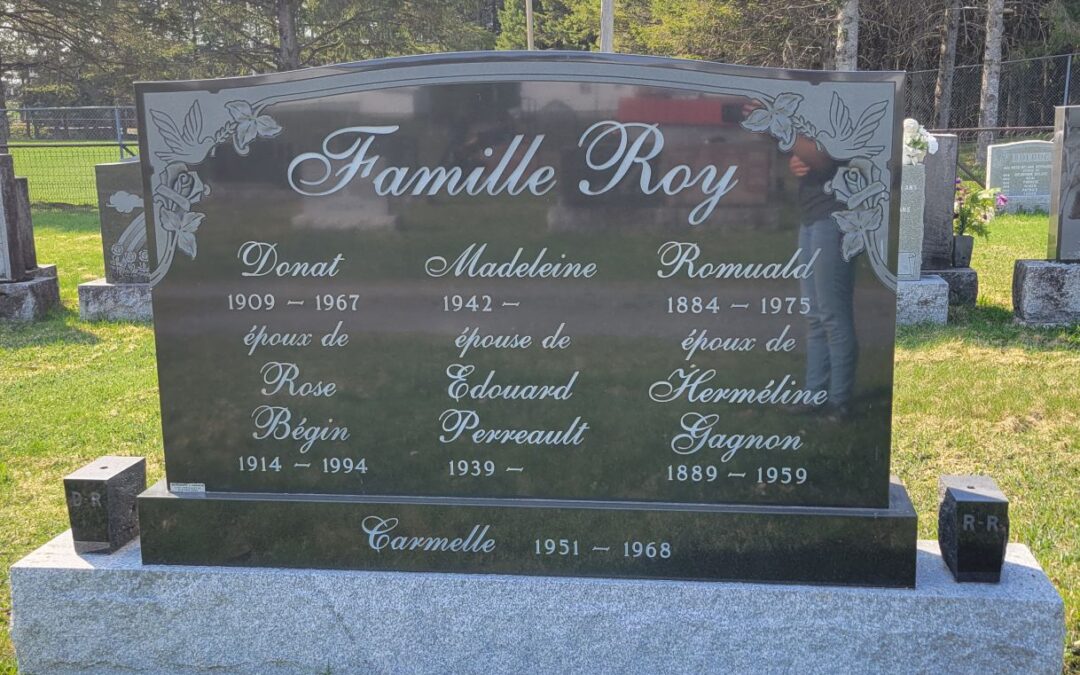 Famille Roy
Donat
1909 – 1967
époux de
Rose
Bégin
1914 – 1994
Madeleine
1942 –
épouse de
Edouard
Perreault
1939 –
Romuald
1884 – 1975
époux de
Herméline
Gagnon
1889 – 1959
Carmelle 1951 – 1968
D-R
R-R